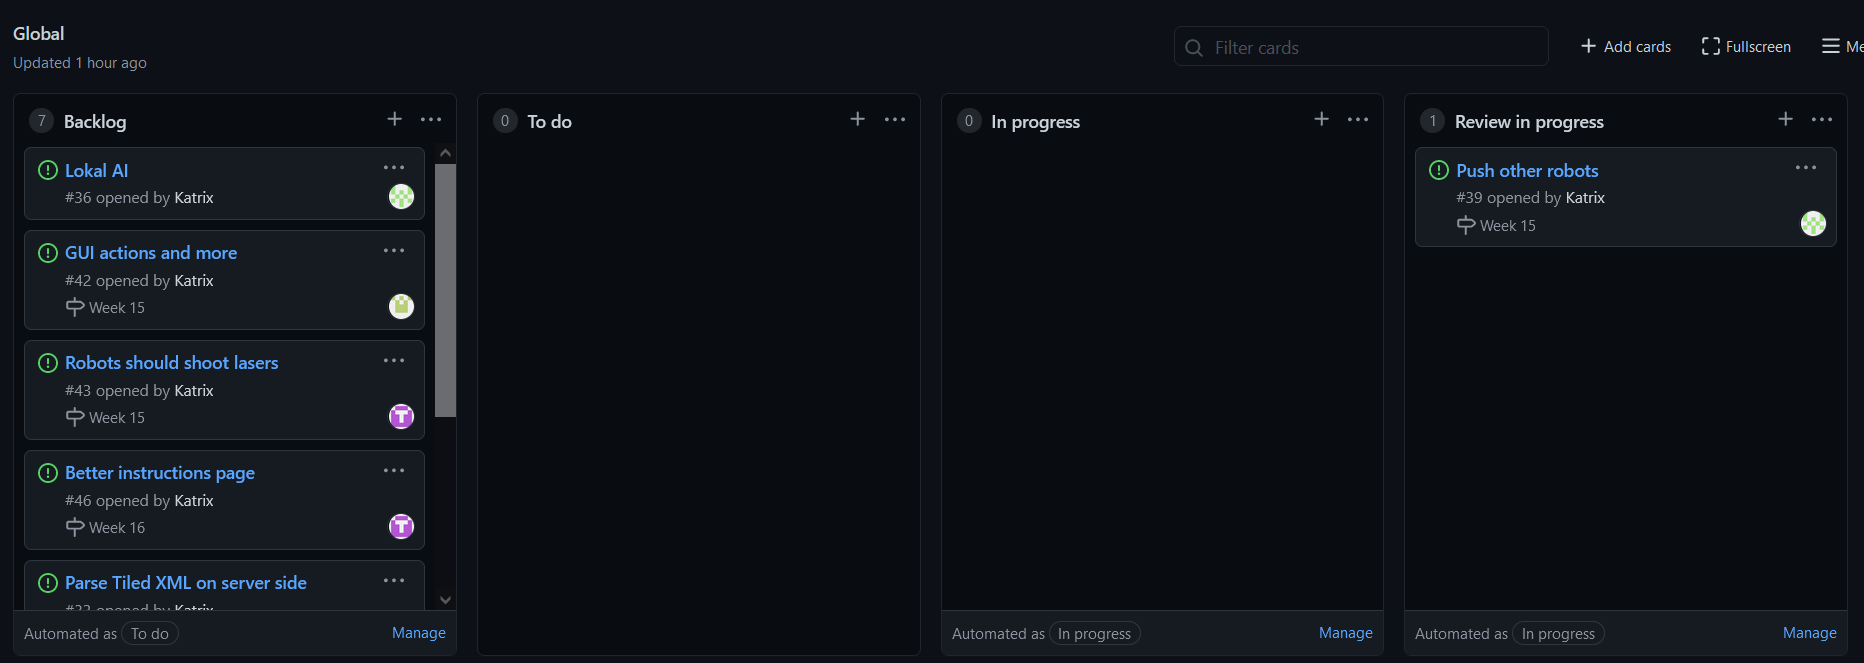 Global
Updated 1 hour ago
Filter cards
Add cards
Fullscreen
Me
7 Backlog
Lokal AI
#36 opened by Katrix
GUI actions and more
#42 opened by Katrix
Week 15
Robots should shoot lasers
#43 opened by Katrix
Week 15
Better instructions page
#46 opened by Katrix
Week 16
Parse Tiled XML on server side
opened by Katrix
Automated as To do
Manage
0 To do
0 In progress
Automated as In progress
Manage
1 Review in progress
Push other robots
#39 opened by Katrix
Week 15
Automated as In progress
Manage